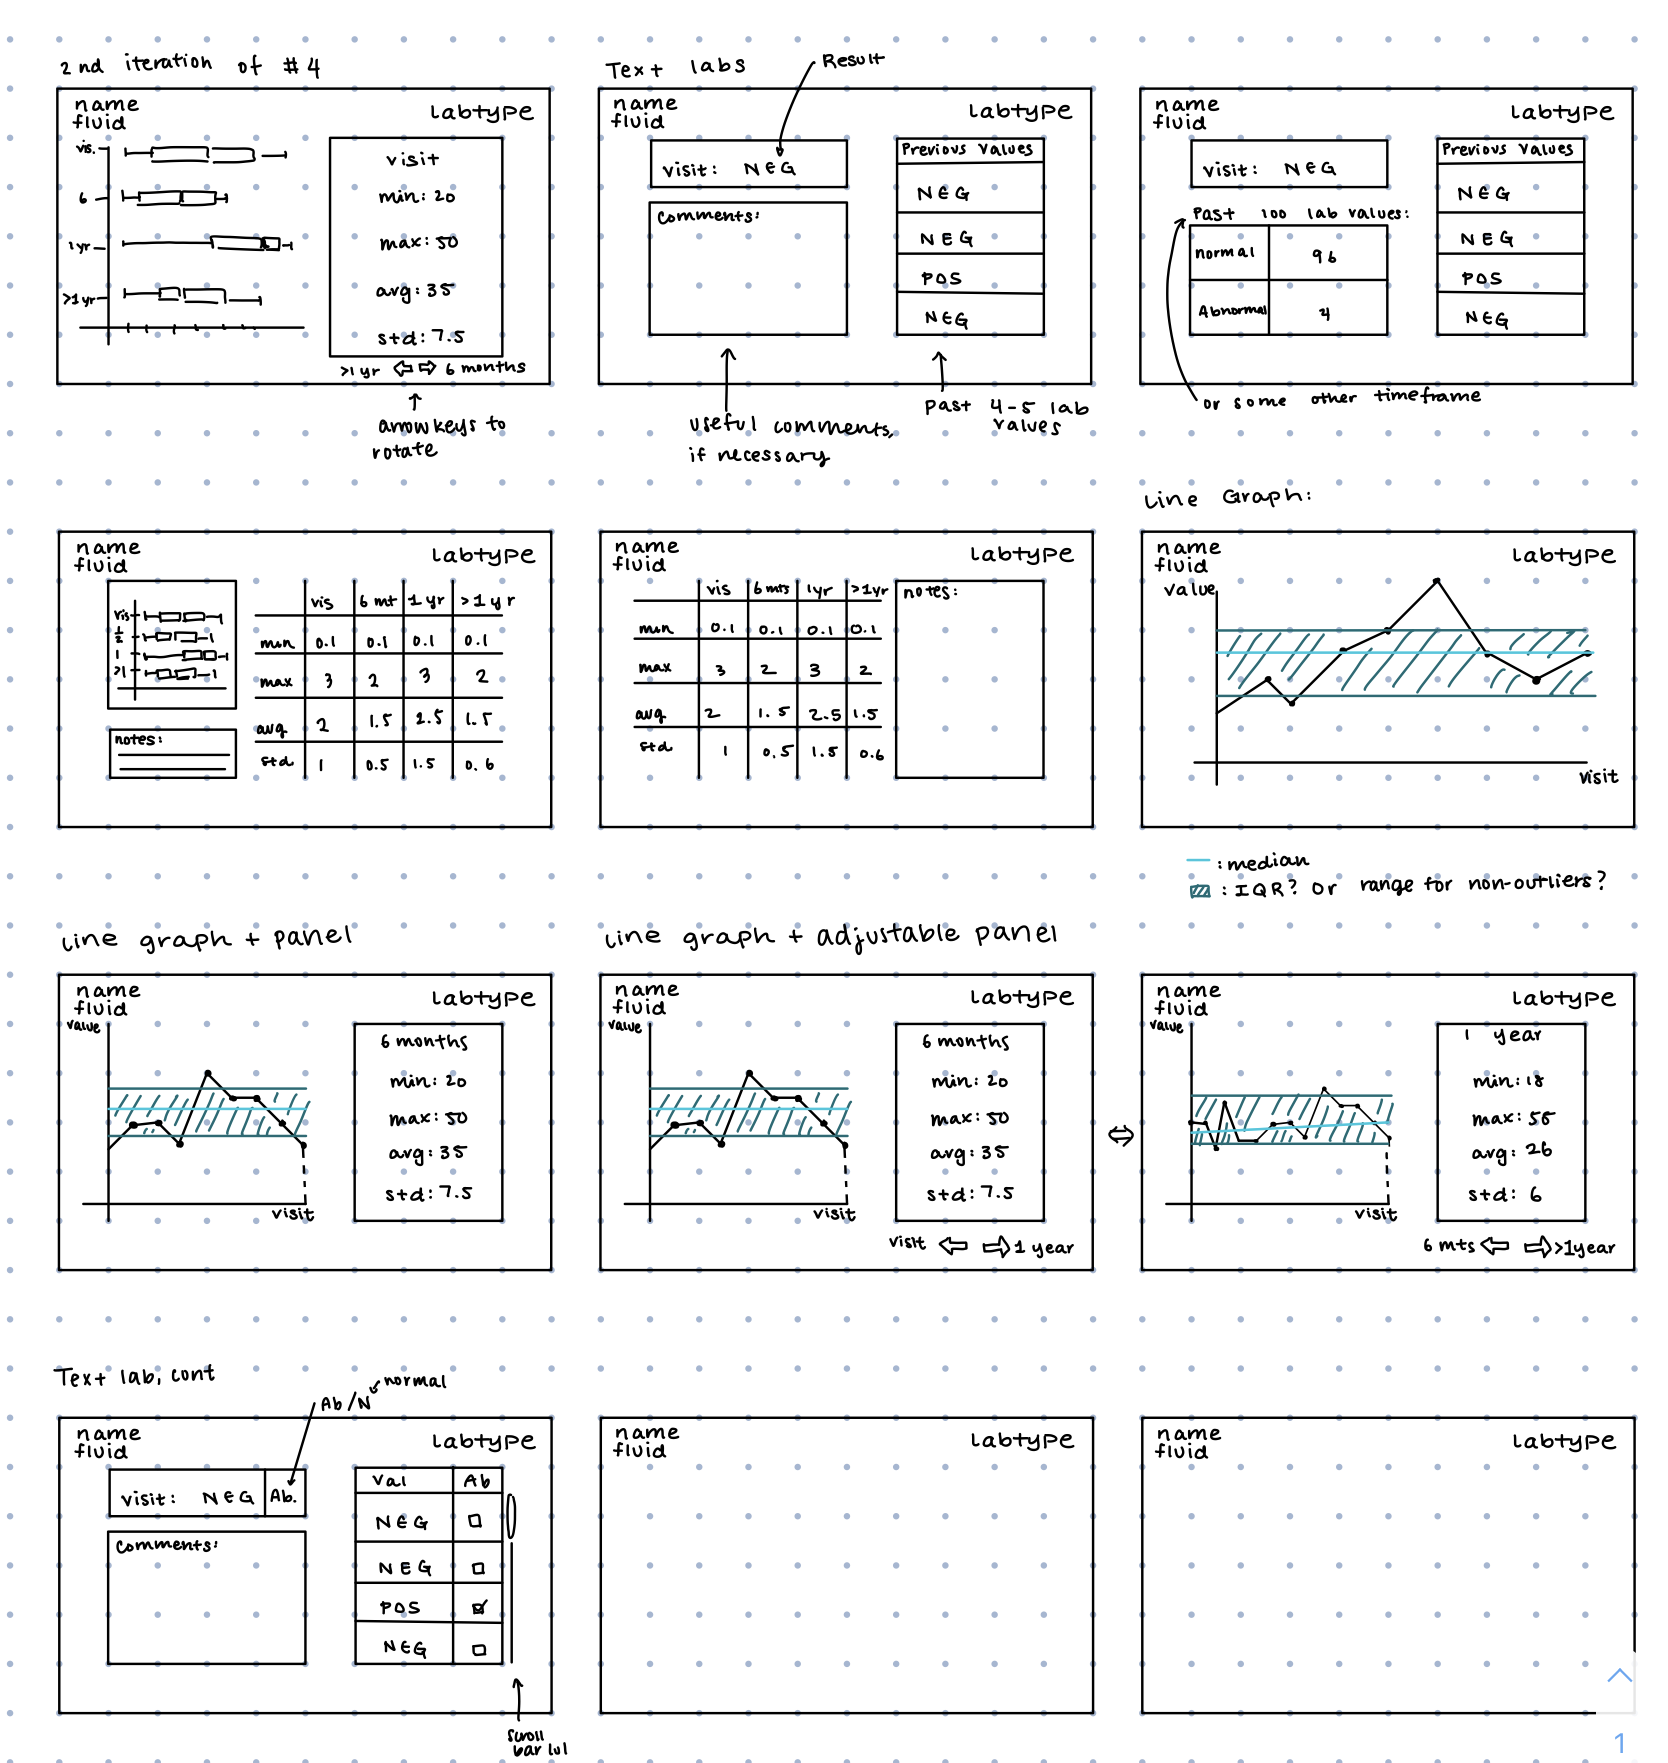 2nd iteration of #4
name
fluid
labtype
vis.
6
1yr
>1yr
visit
min: 20
max: 50
avg: 35
std: 7.5
>1yr ⇦ ⇨ 6 months
↑
arrow keys to
rotate
Text labs
Result
name
fluid
labtype
visit: NEG
comments:
Previous values
NEG
NEG
POS
NEG
useful comments,
if necessary
past 4-5 lab
values
name
fluid
labtype
visit: NEG
Past 100 lab values:
normal 96
Abnormal 4
Previous values
NEG
NEG
POS
NEG
or some other timeframe
name
fluid
labtype
vis
1/2
1
>1
notes:
vis 6 mt 1 yr >1 yr
min 0.1 0.1 0.1 0.1
max 3 2 3 2
avg 2 1.5 2.5 1.5
std 1 0.5 1.5 0.6
name
fluid
labtype
vis 6 mts 1yr >1yr
min 0.1 0.1 0.1 0.1
max 3 2 3 2
avg 2 1.5 2.5 1.5
std 1 0.5 1.5 0.6
notes:
Line Graph:
name
fluid
labtype
value
visit
: median
: IQR? Or range for non-outliers?
Line graph + panel
name
fluid
labtype
value
visit
6 months
min: 20
max: 50
avg: 35
std: 7.5
Line graph + adjustable panel
name
fluid
labtype
value
visit
6 months
min: 20
max: 50
avg: 35
std: 7.5
visit ⇦ ⇨ 1 year
⇔
name
fluid
labtype
value
visit
1 year
min: 18
max: 58
avg: 26
std: 6
6 mts ⇦ ⇨ >1year
Text lab, cont
Ab/N
normal
name
fluid
labtype
visit: NEG Ab.
comments:
Val Ab
NEG
NEG
POS
NEG
scroll
bar lul
name
fluid
labtype
name
fluid
labtype
1